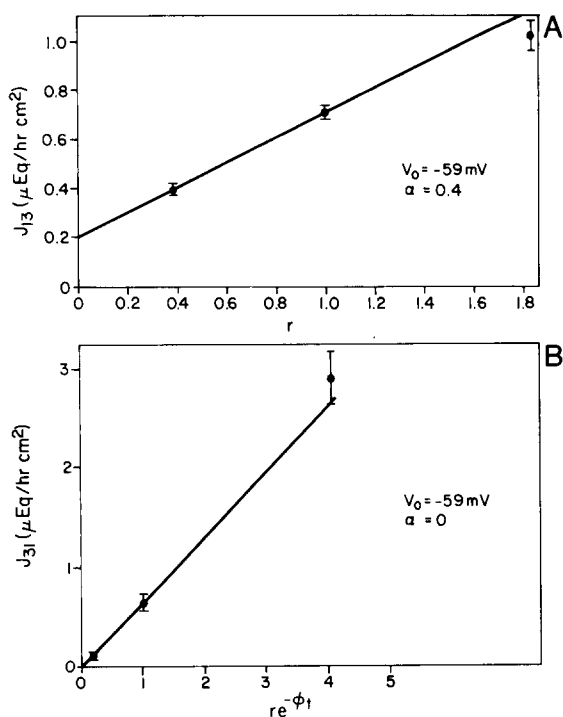 A
1.0
0.8
0.6
0.4
0.2
0
J₁₃ (μEq/hr cm²)
V₀ = -59 mV
α = 0.4
0 0.2 0.4 0.6 0.8 1.0 1.2 1.4 1.6 1.8
r
B
3
2
1
0
J₃₁ (μEq/hr cm²)
V₀ = -59 mV
α = 0
0 1 2 3 4 5
re^-ϕt